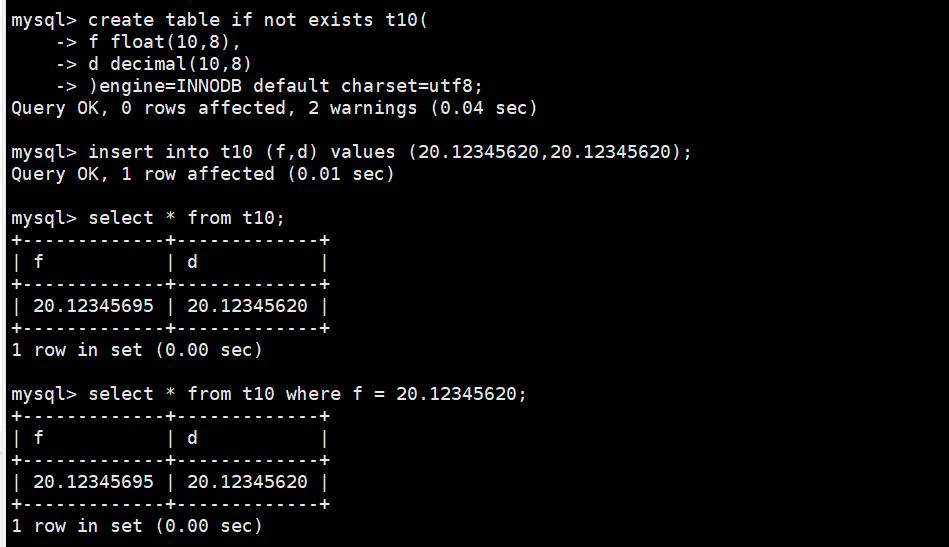 mysql> create table if not exists t10(
    -> f float(10,8),
    -> d decimal(10,8)
    -> )engine=INNODB default charset=utf8;
Query OK, 0 rows affected, 2 warnings (0.04 sec)

mysql> insert into t10 (f,d) values (20.12345620,20.12345620);
Query OK, 1 row affected (0.01 sec)

mysql> select * from t10;
+-------------+-------------+
| f           | d           |
+-------------+-------------+
| 20.12345695 | 20.12345620 |
+-------------+-------------+
1 row in set (0.00 sec)

mysql> select * from t10 where f = 20.12345620;
+-------------+-------------+
| f           | d           |
+-------------+-------------+
| 20.12345695 | 20.12345620 |
+-------------+-------------+
1 row in set (0.00 sec)